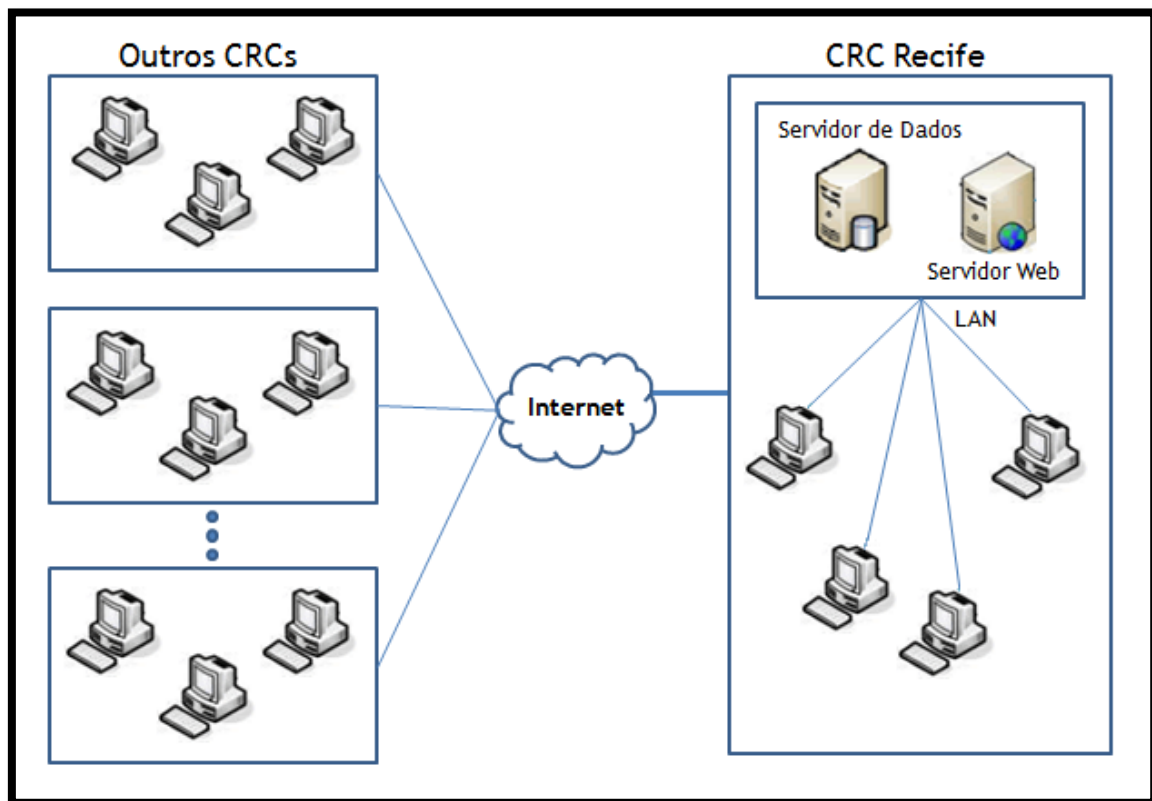 Outros CRCs
CRC Recife
Servidor de Dados
Servidor Web
LAN
Internet